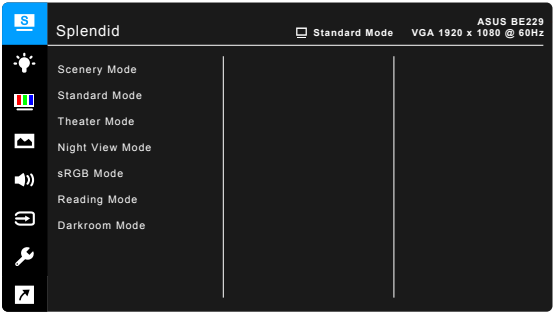 S
Splendid
Standard Mode
ASUS BE229
VGA 1920 x 1080 @ 60Hz
Scenery Mode
Standard Mode
Theater Mode
Night View Mode
sRGB Mode
Reading Mode
Darkroom Mode